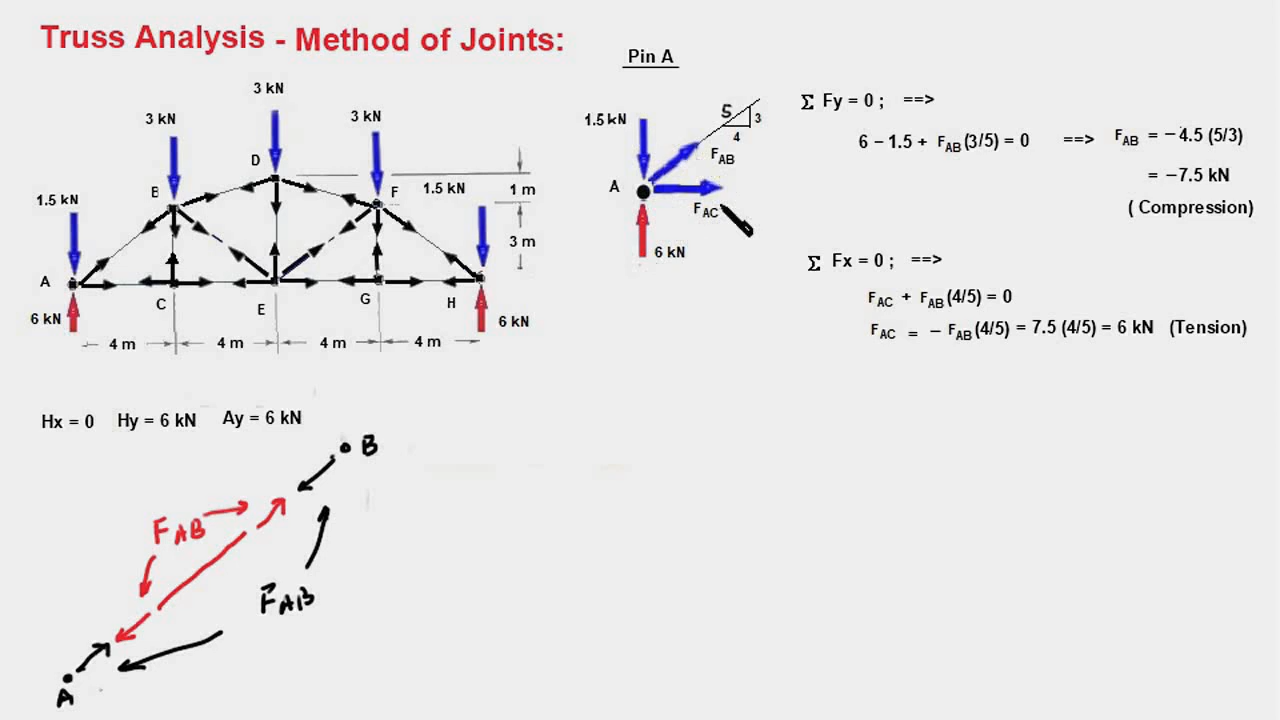 Truss Analysis - Method of Joints:
Pin A
3 kN
3 kN
3 kN
D
B
F
1.5 kN
1 m
1.5 kN
3 m
A
C
E
G
H
6 kN
6 kN
4 m
4 m
4 m
4 m
1.5 kN
5
3
4
FAB
A
FAC
6 kN
Σ Fy = 0 ; ==>
6 – 1.5 + FAB (3/5) = 0 ==> FAB = – 4.5 (5/3)
= –7.5 kN
( Compression)
Σ Fx = 0 ; ==>
FAC + FAB (4/5) = 0
FAC = – FAB (4/5) = 7.5 (4/5) = 6 kN (Tension)
Hx = 0 Hy = 6 kN Ay = 6 kN
B
FAB
FAB
A